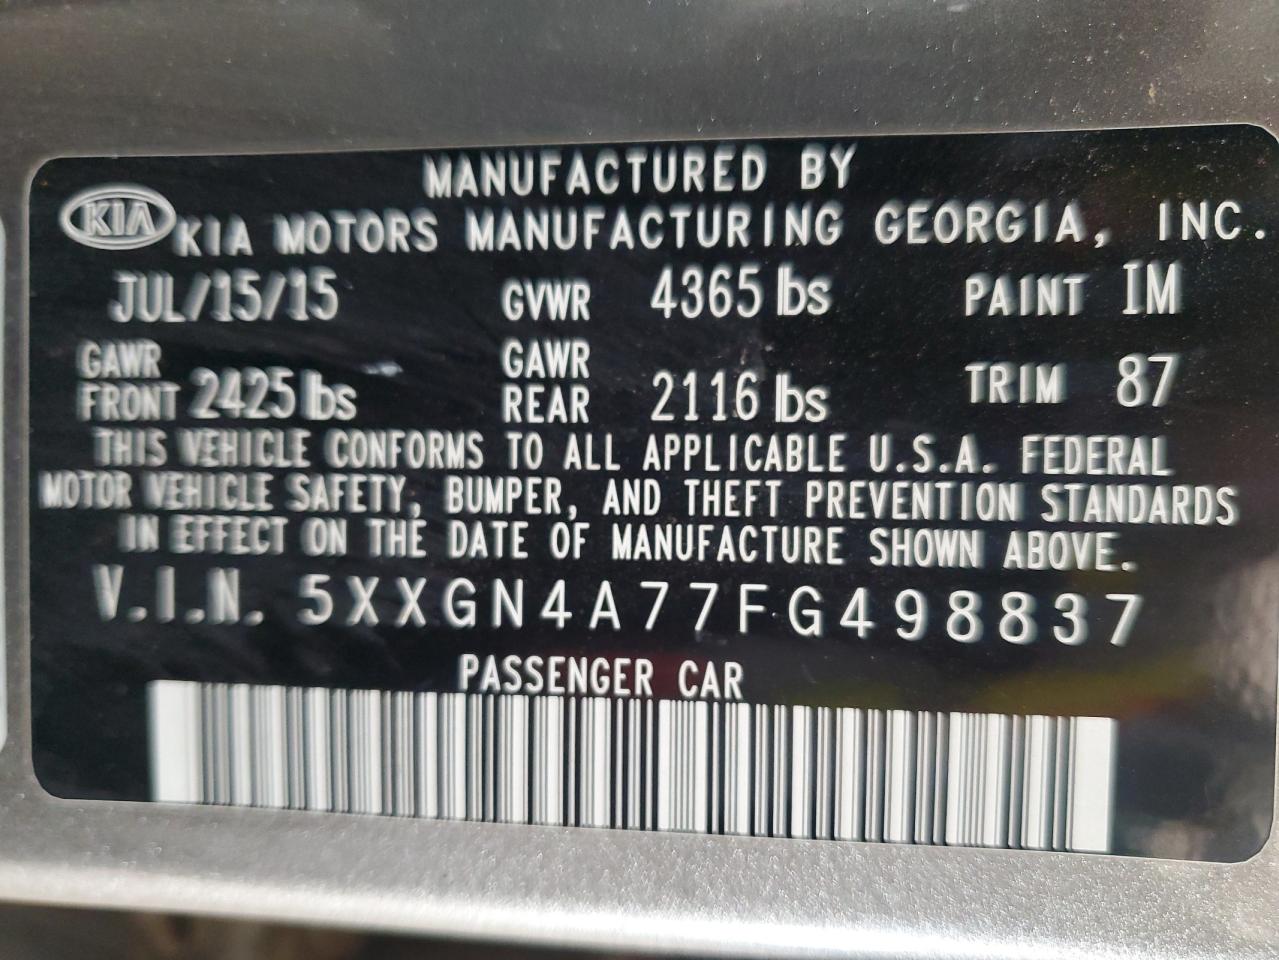 MANUFACTURED BY
KIA KIA MOTORS MANUFACTURING GEORGIA, INC.
JUL/15/15 GVWR 4365 lbs PAINT IM
GAWR FRONT 2425 lbs GAWR REAR 2116 lbs TRIM 87
THIS VEHICLE CONFORMS TO ALL APPLICABLE U.S.A. FEDERAL
MOTOR VEHICLE SAFETY, BUMPER, AND THEFT PREVENTION STANDARDS
IN EFFECT ON THE DATE OF MANUFACTURE SHOWN ABOVE.
V.I.N. 5XXGN4A77FG498837
PASSENGER CAR